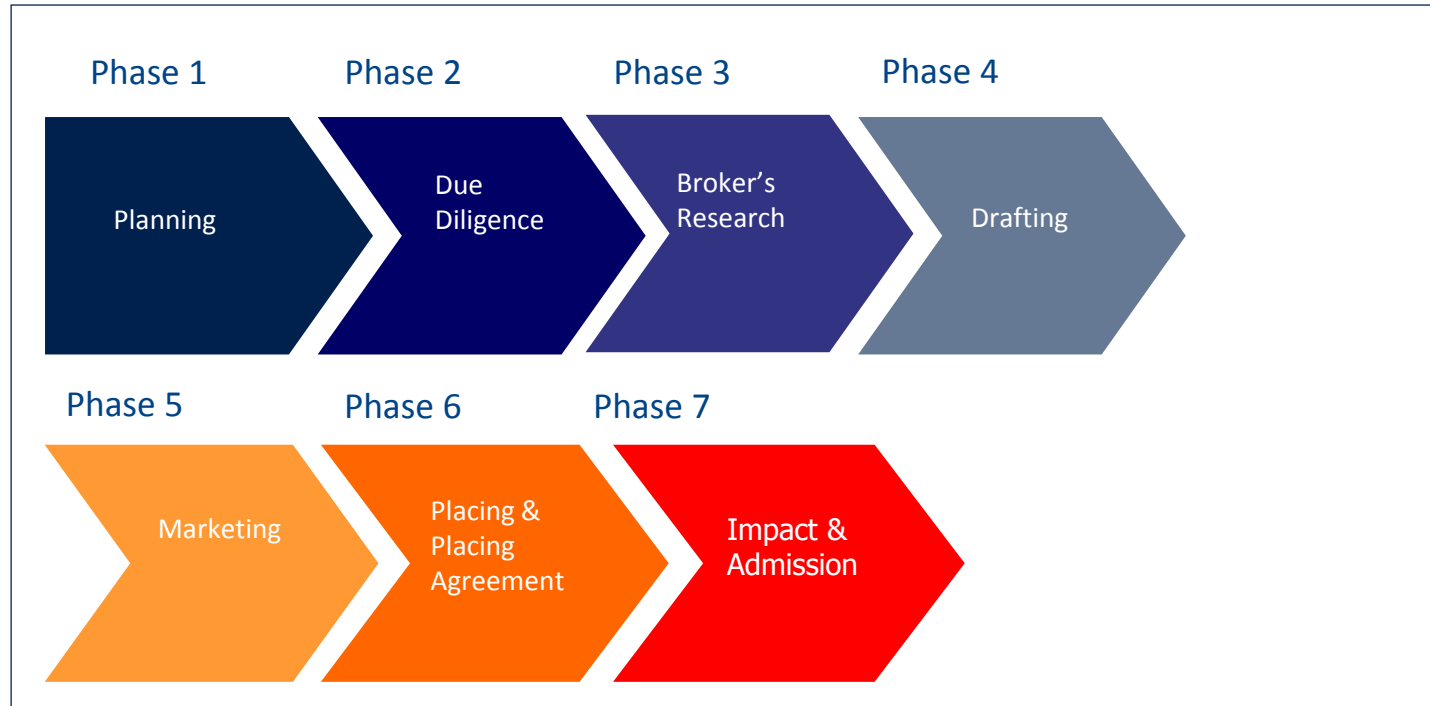 Phase 1
Phase 2
Phase 3
Phase 4
Planning
Due
Diligence
Broker’s
Research
Drafting
Phase 5
Phase 6
Phase 7
Marketing
Placing &
Placing
Agreement
Impact &
Admission